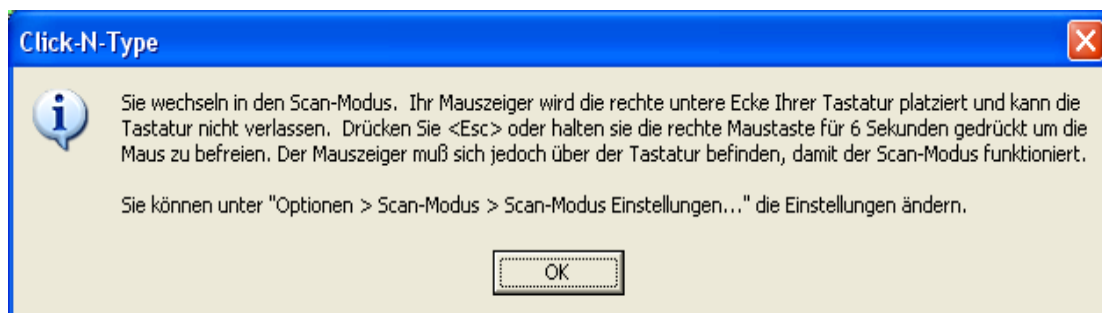 Click-N-Type
Sie wechseln in den Scan-Modus.  Ihr Mauszeiger wird die rechte untere Ecke Ihrer Tastatur platziert und kann die
Tastatur nicht verlassen.  Drücken Sie <Esc> oder halten sie die rechte Maustaste für 6 Sekunden gedrückt um die
Maus zu befreien. Der Mauszeiger muß sich jedoch über der Tastatur befinden, damit der Scan-Modus funktioniert.
Sie können unter "Optionen > Scan-Modus > Scan-Modus Einstellungen..." die Einstellungen ändern.
OK